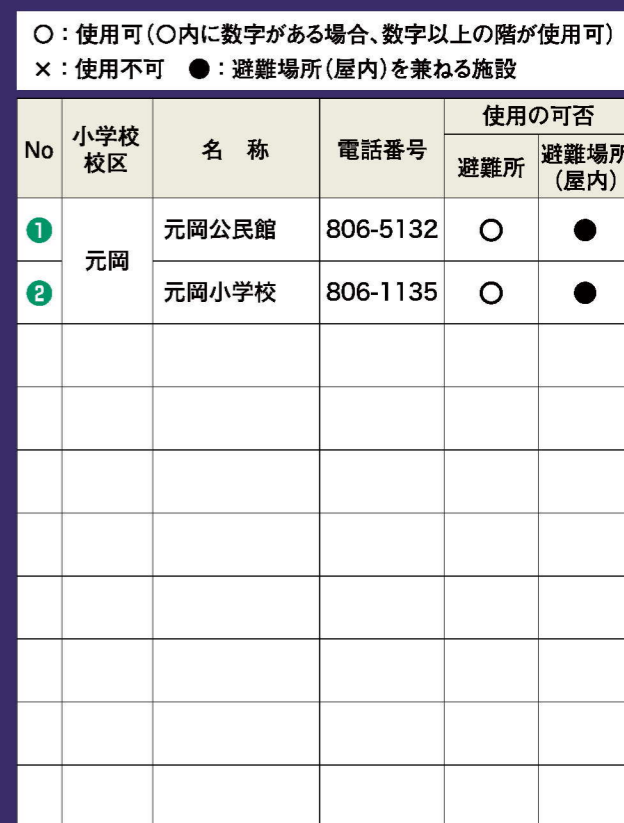 ○：使用可（○内に数字がある場合、数字以上の階が使用可）
×：使用不可　●：避難場所（屋内）を兼ねる施設
No 小学校校区 名　称 電話番号 使用の可否
避難所 避難場所（屋内）
❶ 元岡 元岡公民館 806-5132 ○ ●
❷ 元岡小学校 806-1135 ○ ●